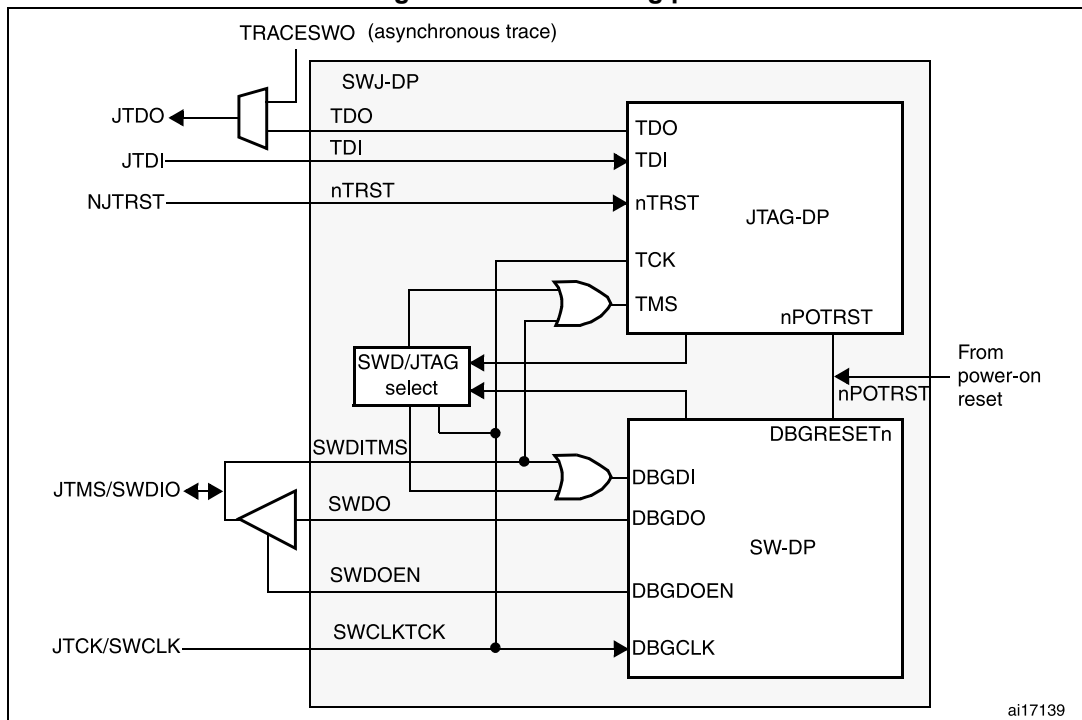 TRACESWO (asynchronous trace)
SWJ-DP
JTDO
TDO
TDO
JTDI
TDI
TDI
NJTRST
nTRST
nTRST
JTAG-DP
TCK
TMS
nPOTRST
SWD/JTAG
select
From
power-on
reset
nPOTRST
DBGRESETn
SWDITMS
DBGDI
JTMS/SWDIO
SWDO
DBGDO
SW-DP
SWDOEN
DBGDOEN
JTCK/SWCLK
SWCLKTCK
DBGCLK
ai17139